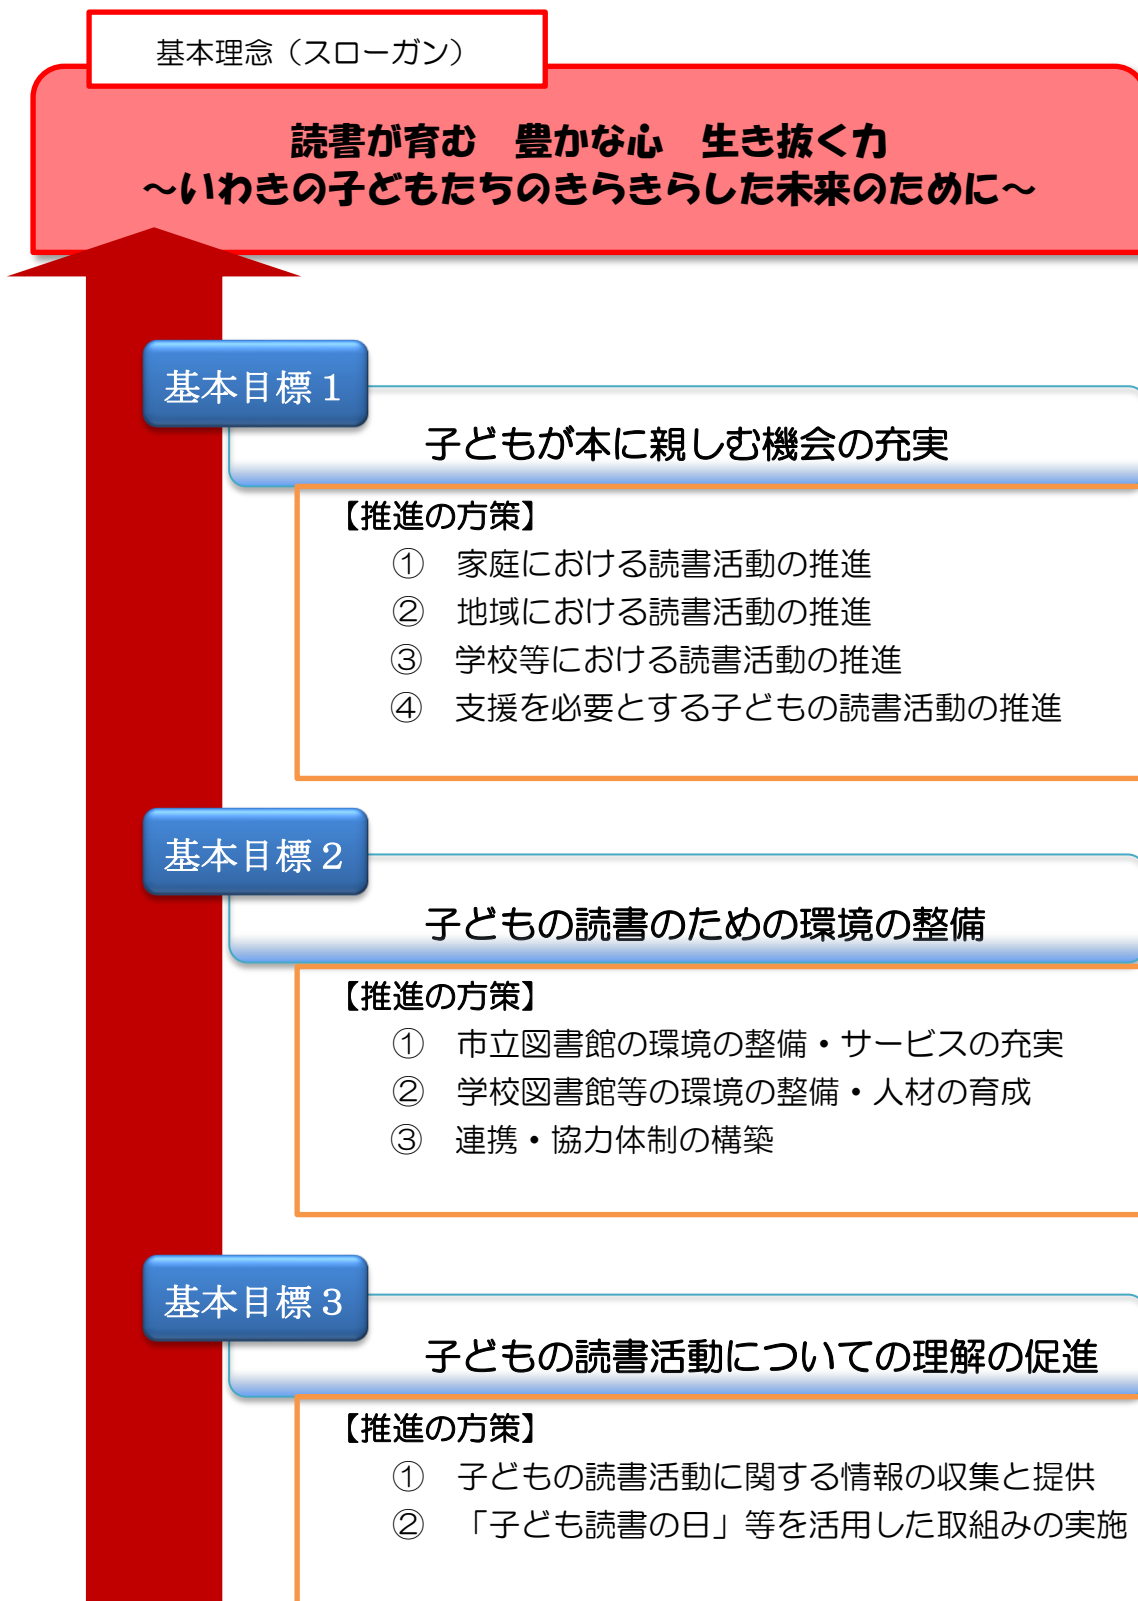 基本理念（スローガン）
読書が育む　豊かな心　生き抜く力
～いわきの子どもたちのきらきらした未来のために～
基本目標１
子どもが本に親しむ機会の充実
【推進の方策】
①　家庭における読書活動の推進
②　地域における読書活動の推進
③　学校等における読書活動の推進
④　支援を必要とする子どもの読書活動の推進
基本目標２
子どもの読書のための環境の整備
【推進の方策】
①　市立図書館の環境の整備・サービスの充実
②　学校図書館等の環境の整備・人材の育成
③　連携・協力体制の構築
基本目標３
子どもの読書活動についての理解の促進
【推進の方策】
①　子どもの読書活動に関する情報の収集と提供
②　「子ども読書の日」等を活用した取組みの実施